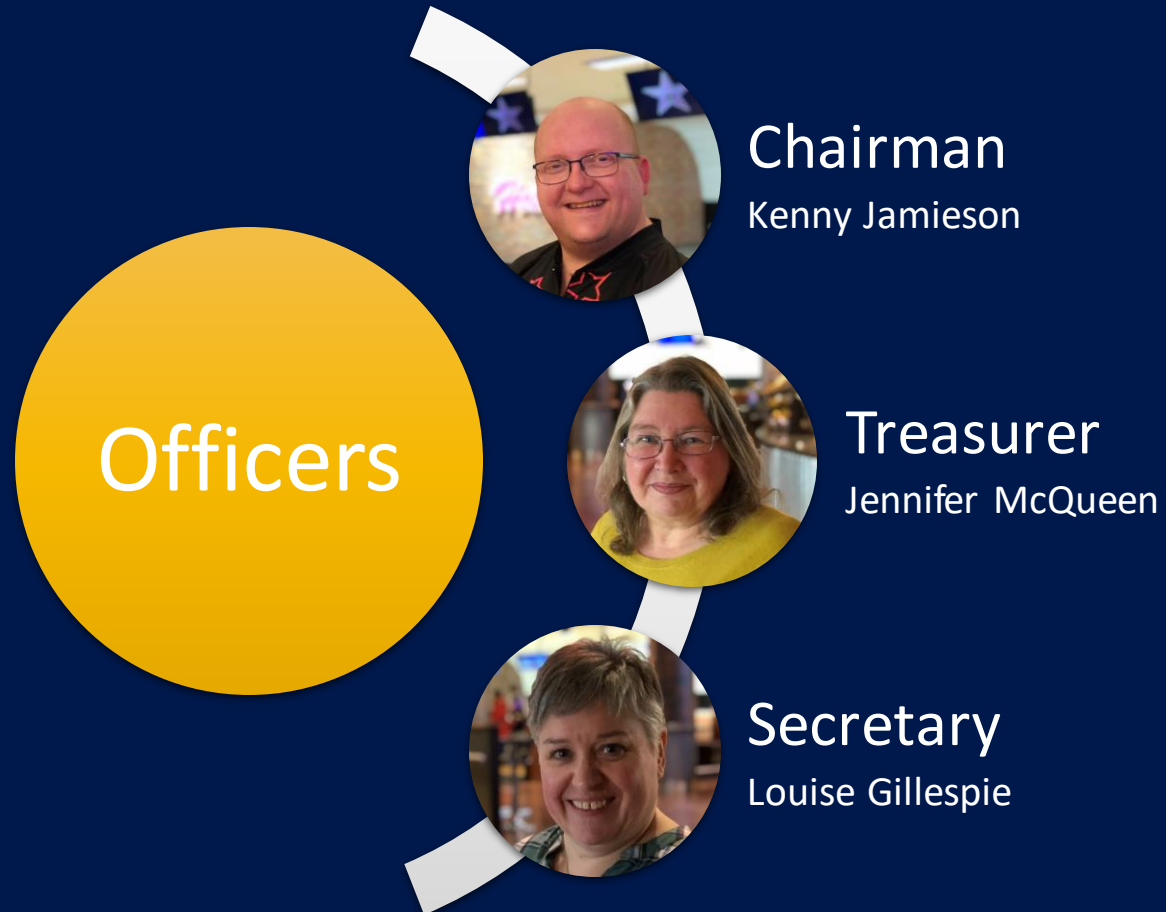 Officers
Chairman
Kenny Jamieson
Treasurer
Jennifer McQueen
Secretary
Louise Gillespie